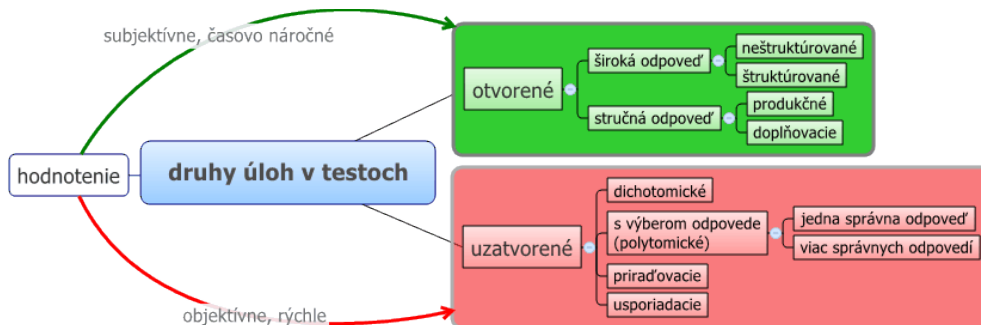 subjektívne, časovo náročné
hodnotenie
druhy úloh v testoch
otvorené
široká odpoveď
neštruktúrované
štruktúrované
stručná odpoveď
produkčné
doplňovacie
uzatvorené
dichotomické
s výberom odpovede
(polytomické)
jedna správna odpoveď
viac správnych odpovedí
priraďovacie
usporiadacie
objektívne, rýchle